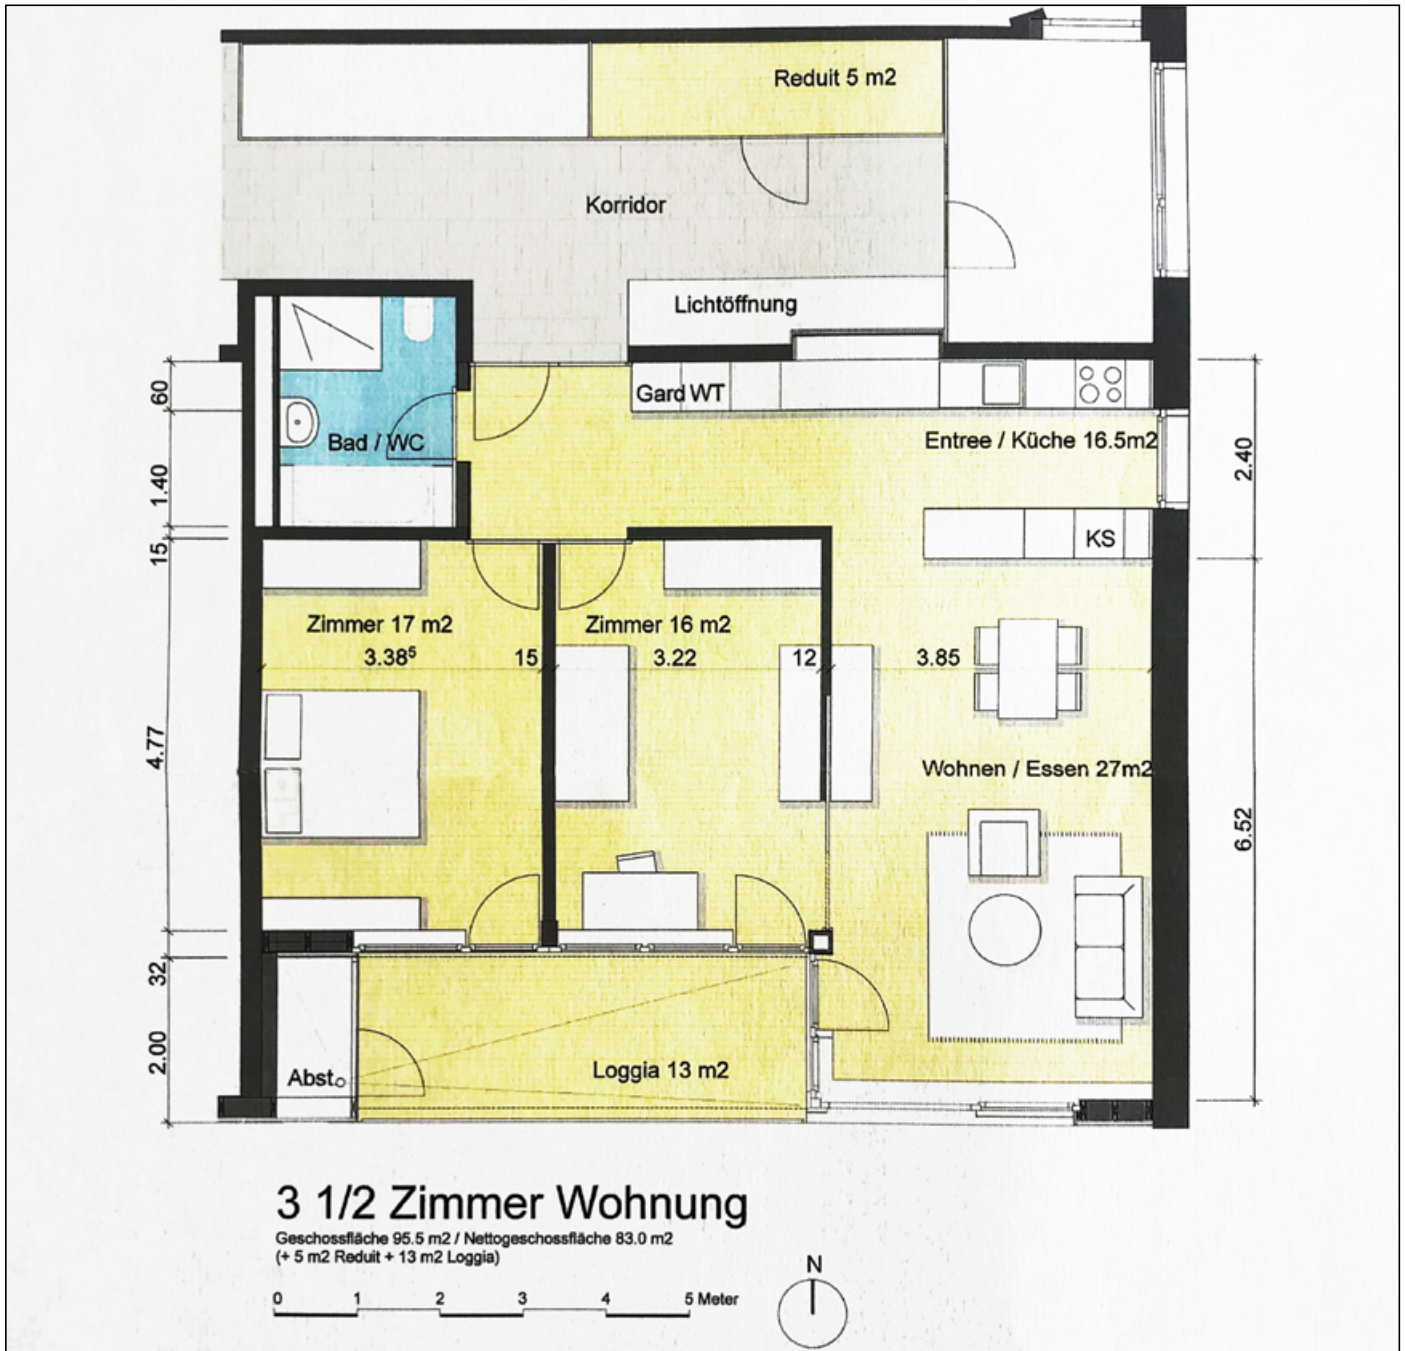 Reduit 5 m2
Korridor
Lichtöffnung
Gard WT
60
Bad / WC
Entree / Küche 16.5m2
2.40
1.40
KS
15
Zimmer 17 m2
Zimmer 16 m2
3.38⁵
15
3.22
12
3.85
4.77
Wohnen / Essen 27m2
6.52
32
2.00
Abst.
Loggia 13 m2
3 1/2 Zimmer Wohnung
Geschossfläche 95.5 m2 / Nettogeschossfläche 83.0 m2
(+ 5 m2 Reduit + 13 m2 Loggia)
N
0 1 2 3 4 5 Meter